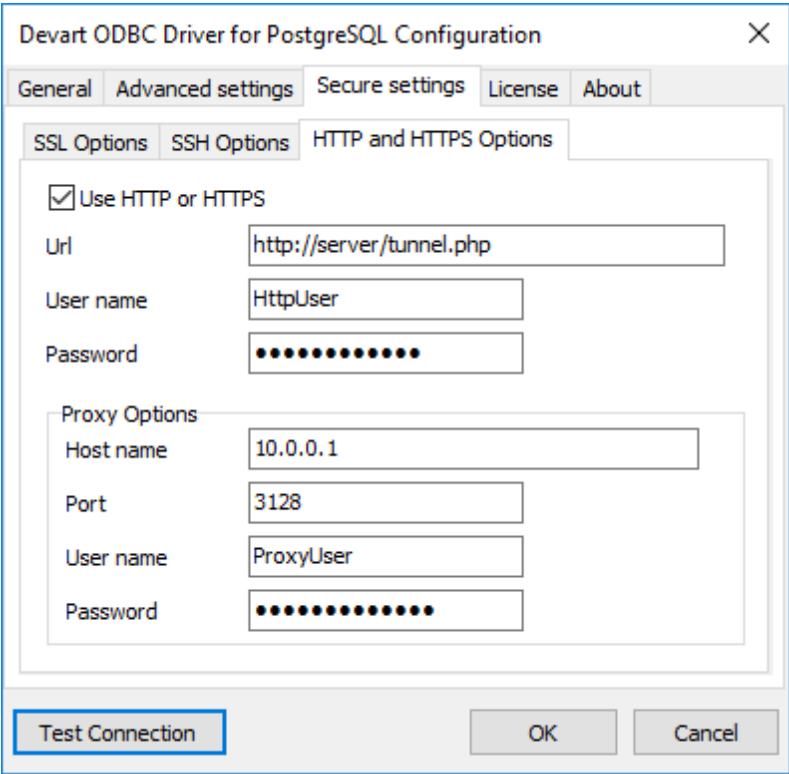 Devart ODBC Driver for PostgreSQL Configuration
General Advanced settings Secure settings License About
SSL Options SSH Options HTTP and HTTPS Options
Use HTTP or HTTPS
Url http://server/tunnel.php
User name HttpUser
Password ●●●●●●●●●●●●
Proxy Options
Host name 10.0.0.1
Port 3128
User name ProxyUser
Password ●●●●●●●●●●●●●
Test Connection OK Cancel